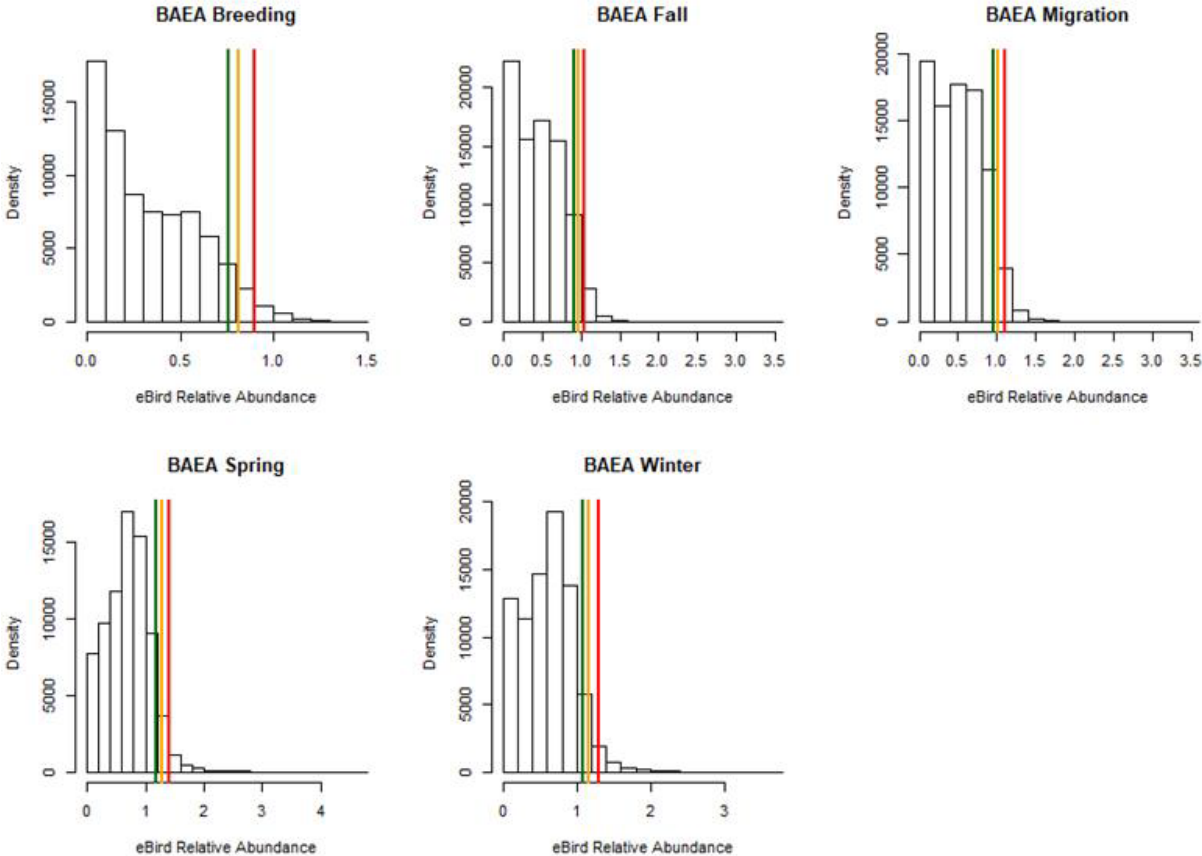 BAEA Breeding
Density
0 5000 10000 15000
0.0 0.5 1.0 1.5
eBird Relative Abundance
BAEA Fall
Density
0 5000 10000 15000 20000
0.0 0.5 1.0 1.5 2.0 2.5 3.0 3.5
eBird Relative Abundance
BAEA Migration
Density
0 5000 10000 15000 20000
0.0 0.5 1.0 1.5 2.0 2.5 3.0 3.5
eBird Relative Abundance
BAEA Spring
Density
0 5000 10000 15000
0 1 2 3 4
eBird Relative Abundance
BAEA Winter
Density
0 5000 10000 15000 20000
0 1 2 3
eBird Relative Abundance